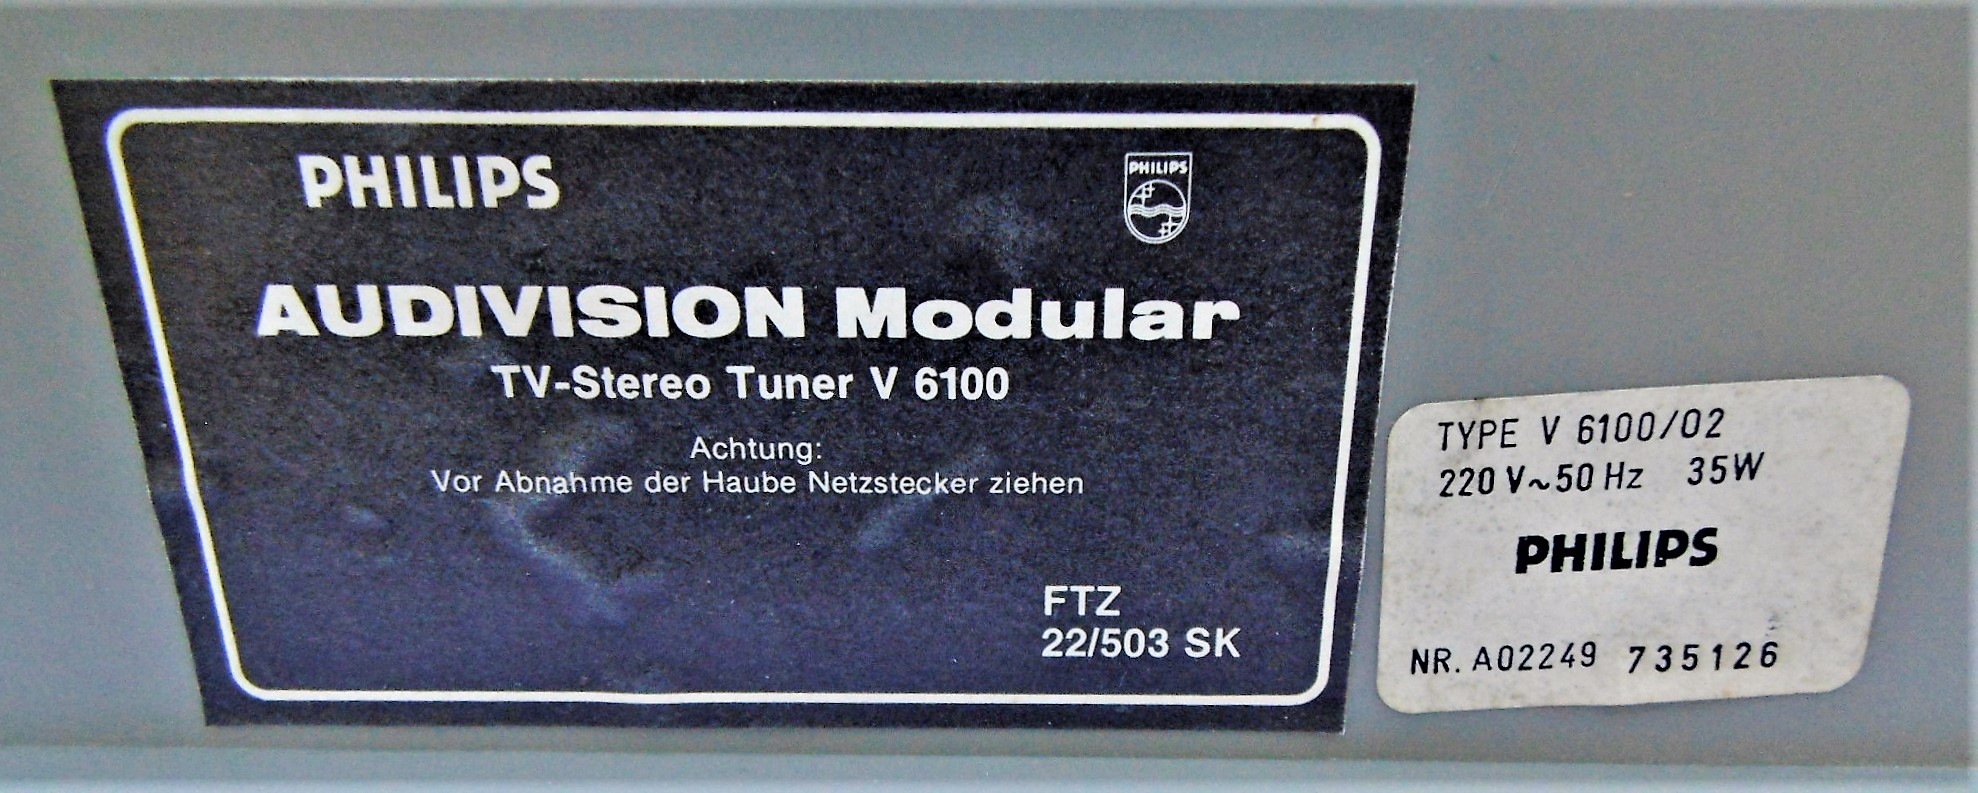 PHILIPS
PHILIPS
AUDIVISION Modular
TV-Stereo Tuner V 6100
Achtung:
Vor Abnahme der Haube Netzstecker ziehen
FTZ
22/503 SK
TYPE V 6100/02
220 V~50 Hz 35W
PHILIPS
NR. A02249 735126